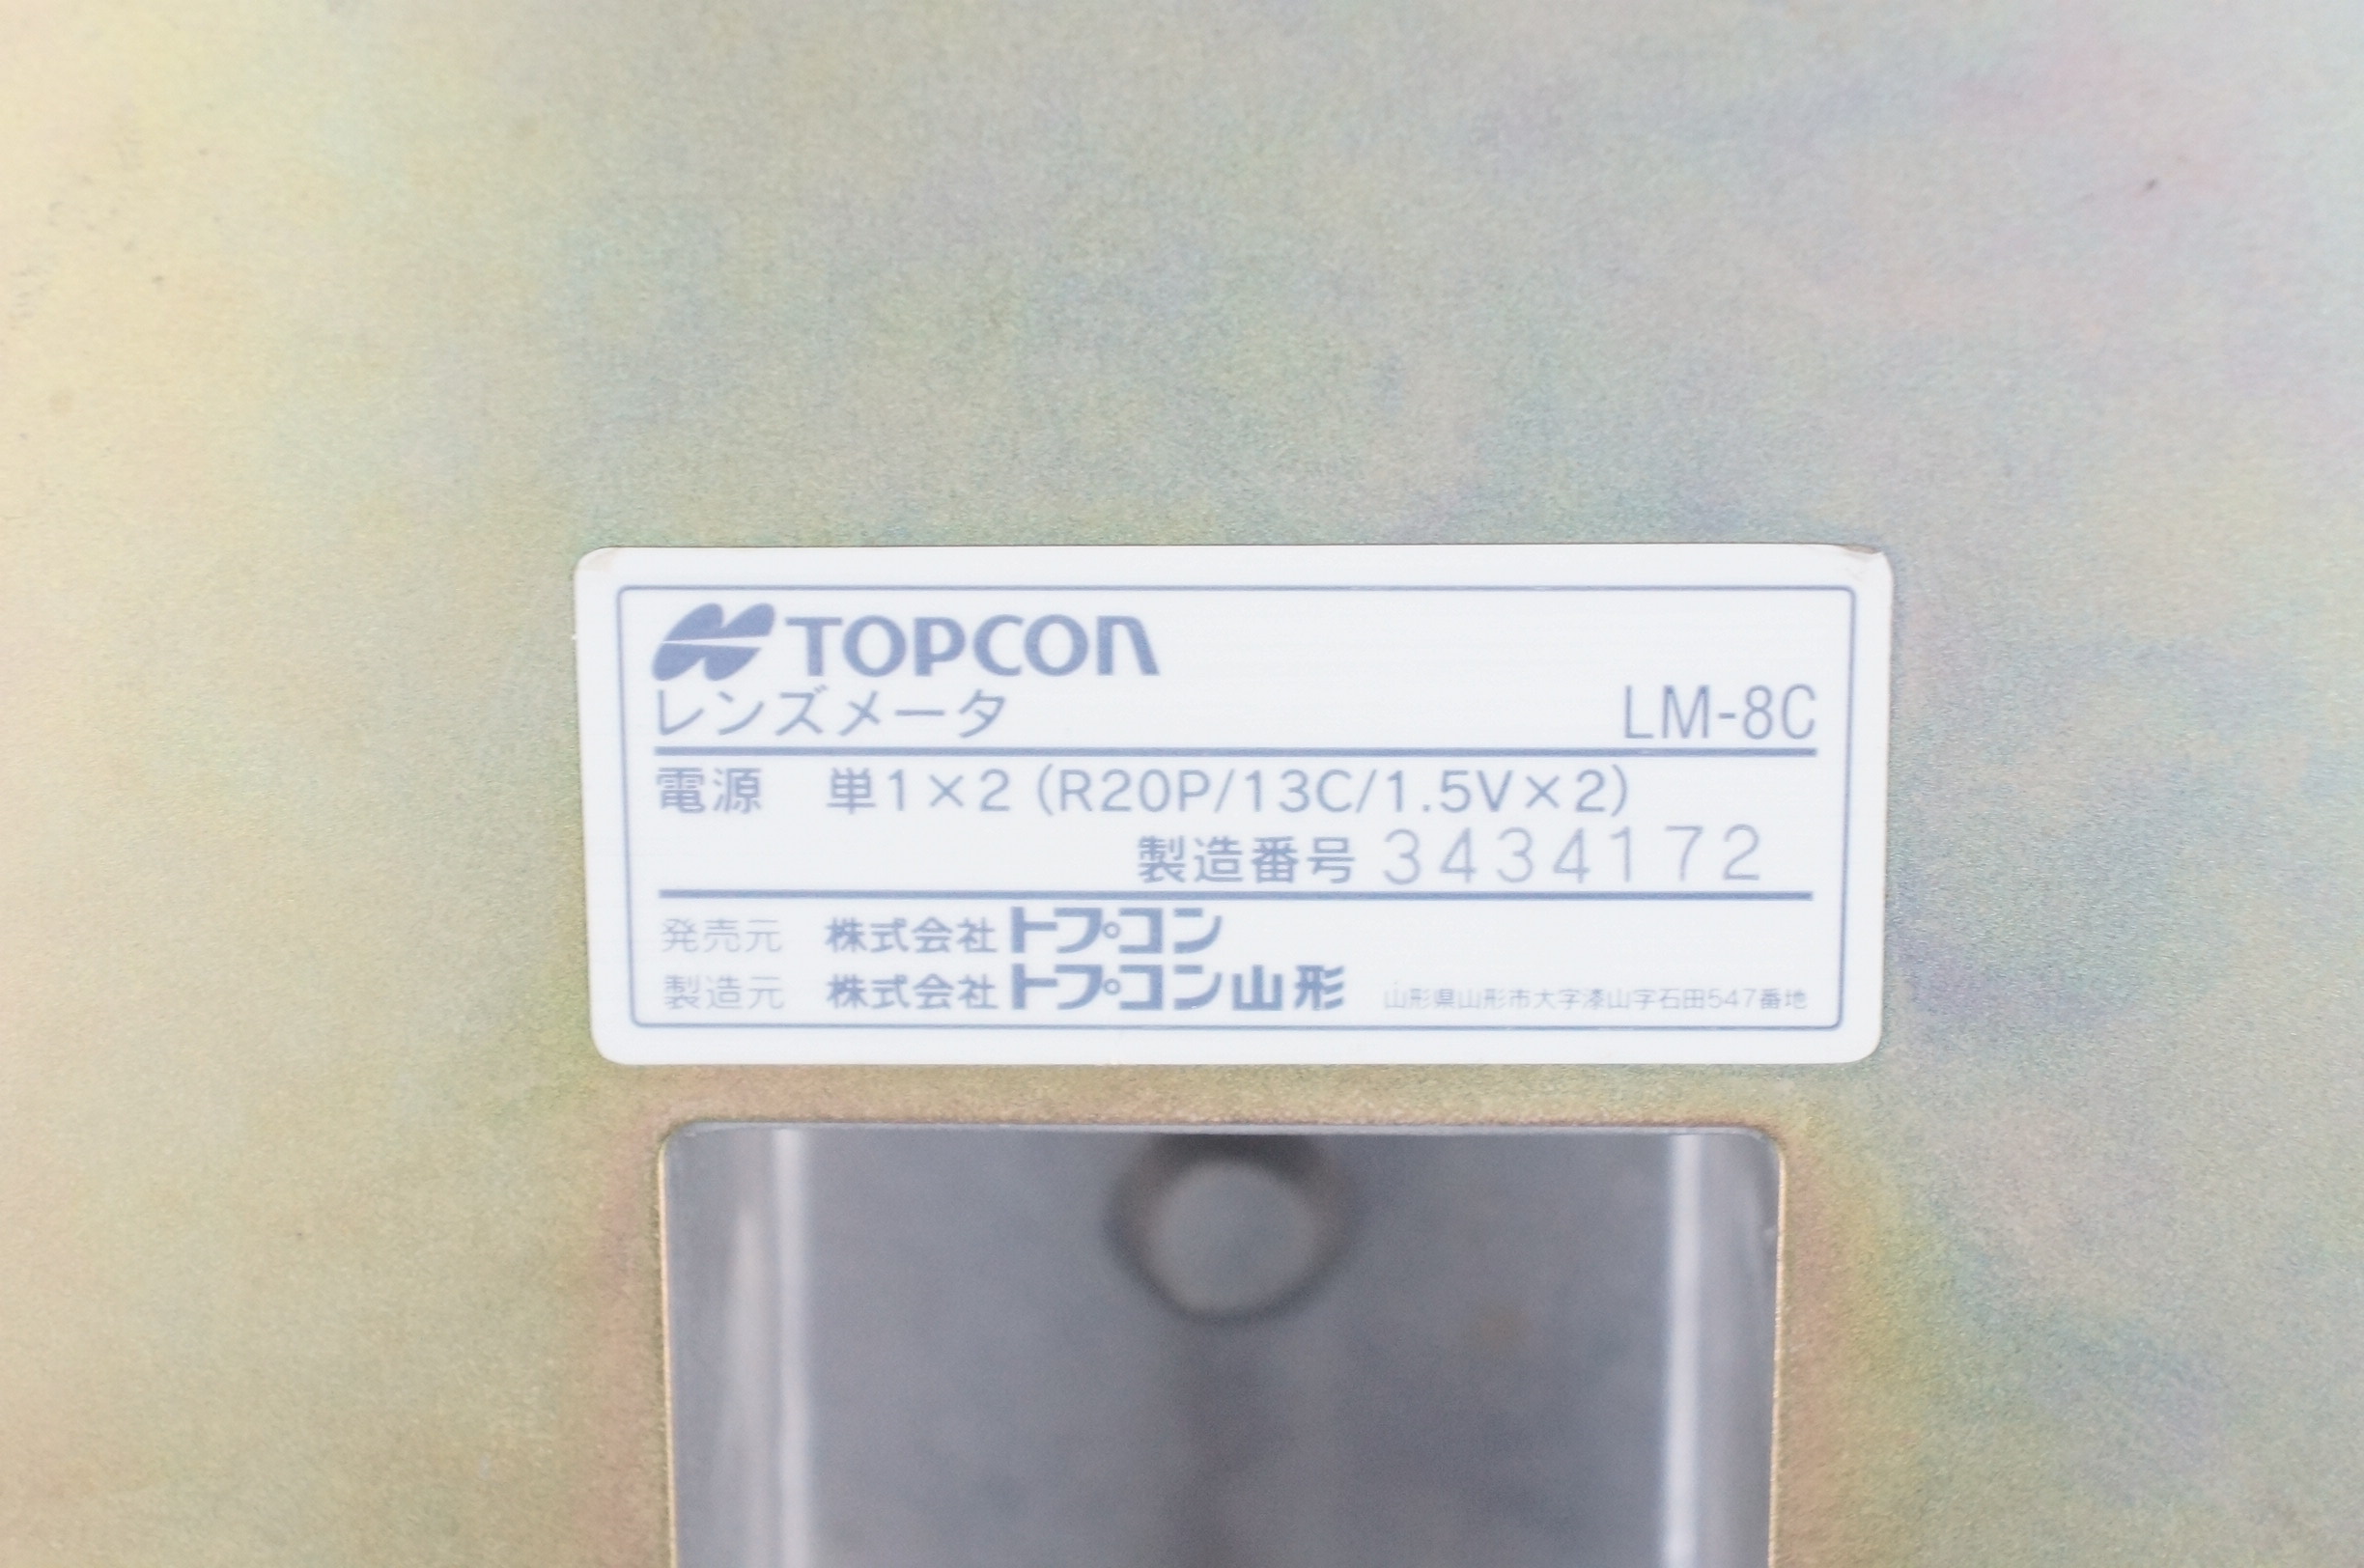 TOPCON
レンズメータ LM-8C
電源 単1×2 (R20P/13C/1.5V×2)
製造番号 3434172
発売元 株式会社トプコン
製造元 株式会社トプコン山形 山形県山形市大字漆山字石田547番地